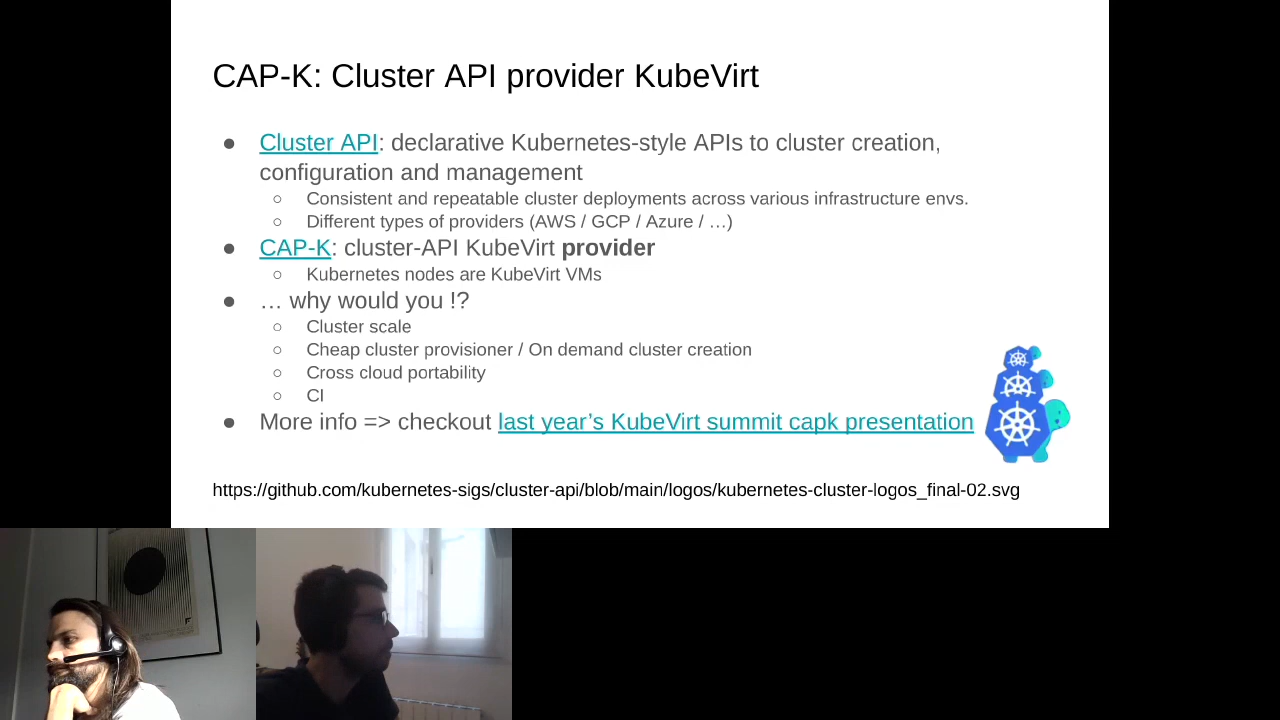 CAP-K: Cluster API provider KubeVirt
● Cluster API: declarative Kubernetes-style APIs to cluster creation,
configuration and management
○ Consistent and repeatable cluster deployments across various infrastructure envs.
○ Different types of providers (AWS / GCP / Azure / …)
● CAP-K: cluster-API KubeVirt provider
○ Kubernetes nodes are KubeVirt VMs
● … why would you !?
○ Cluster scale
○ Cheap cluster provisioner / On demand cluster creation
○ Cross cloud portability
○ CI
● More info => checkout last year’s KubeVirt summit capk presentation
https://github.com/kubernetes-sigs/cluster-api/blob/main/logos/kubernetes-cluster-logos_final-02.svg